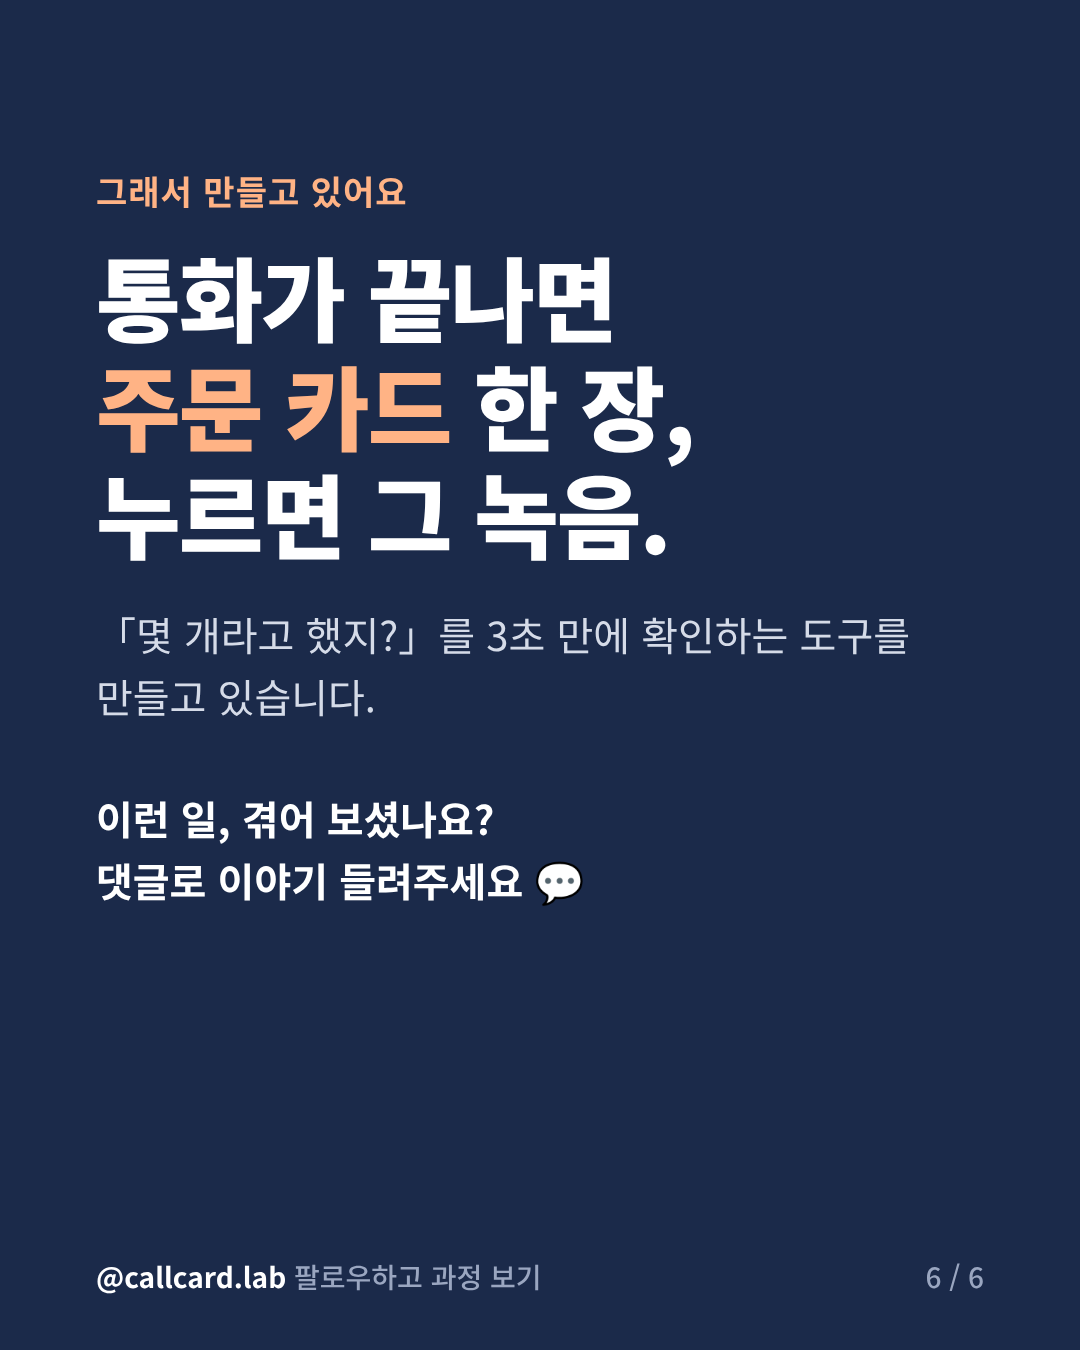 그래서 만들고 있어요
통화가 끝나면
주문 카드 한 장,
누르면 그 녹음.
「몇 개라고 했지?」를 3초 만에 확인하는 도구를
만들고 있습니다.
이런 일, 겪어 보셨나요?
댓글로 이야기 들려주세요 💬
@callcard.lab 팔로우하고 과정 보기
6 / 6